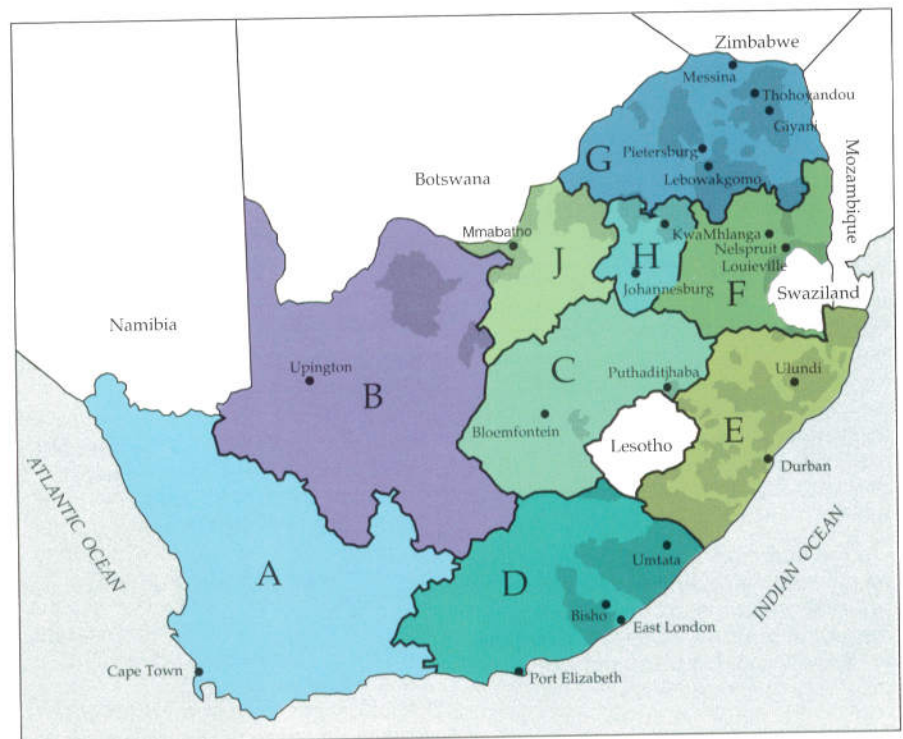 Zimbabwe
Messina
Thohoyandou
Giyani
Mozambique
G
Pietersburg
Lebowakgomo
Botswana
Mmabatho
KwaMhlanga
Nelspruit
Louieville
J
H
Johannesburg
F
Swaziland
Namibia
Upington
B
C
Puthaditjhaba
Ulundi
Bloemfontein
Lesotho
E
Durban
ATLANTIC OCEAN
INDIAN OCEAN
A
D
Umtata
Bisho
East London
Cape Town
Port Elizabeth